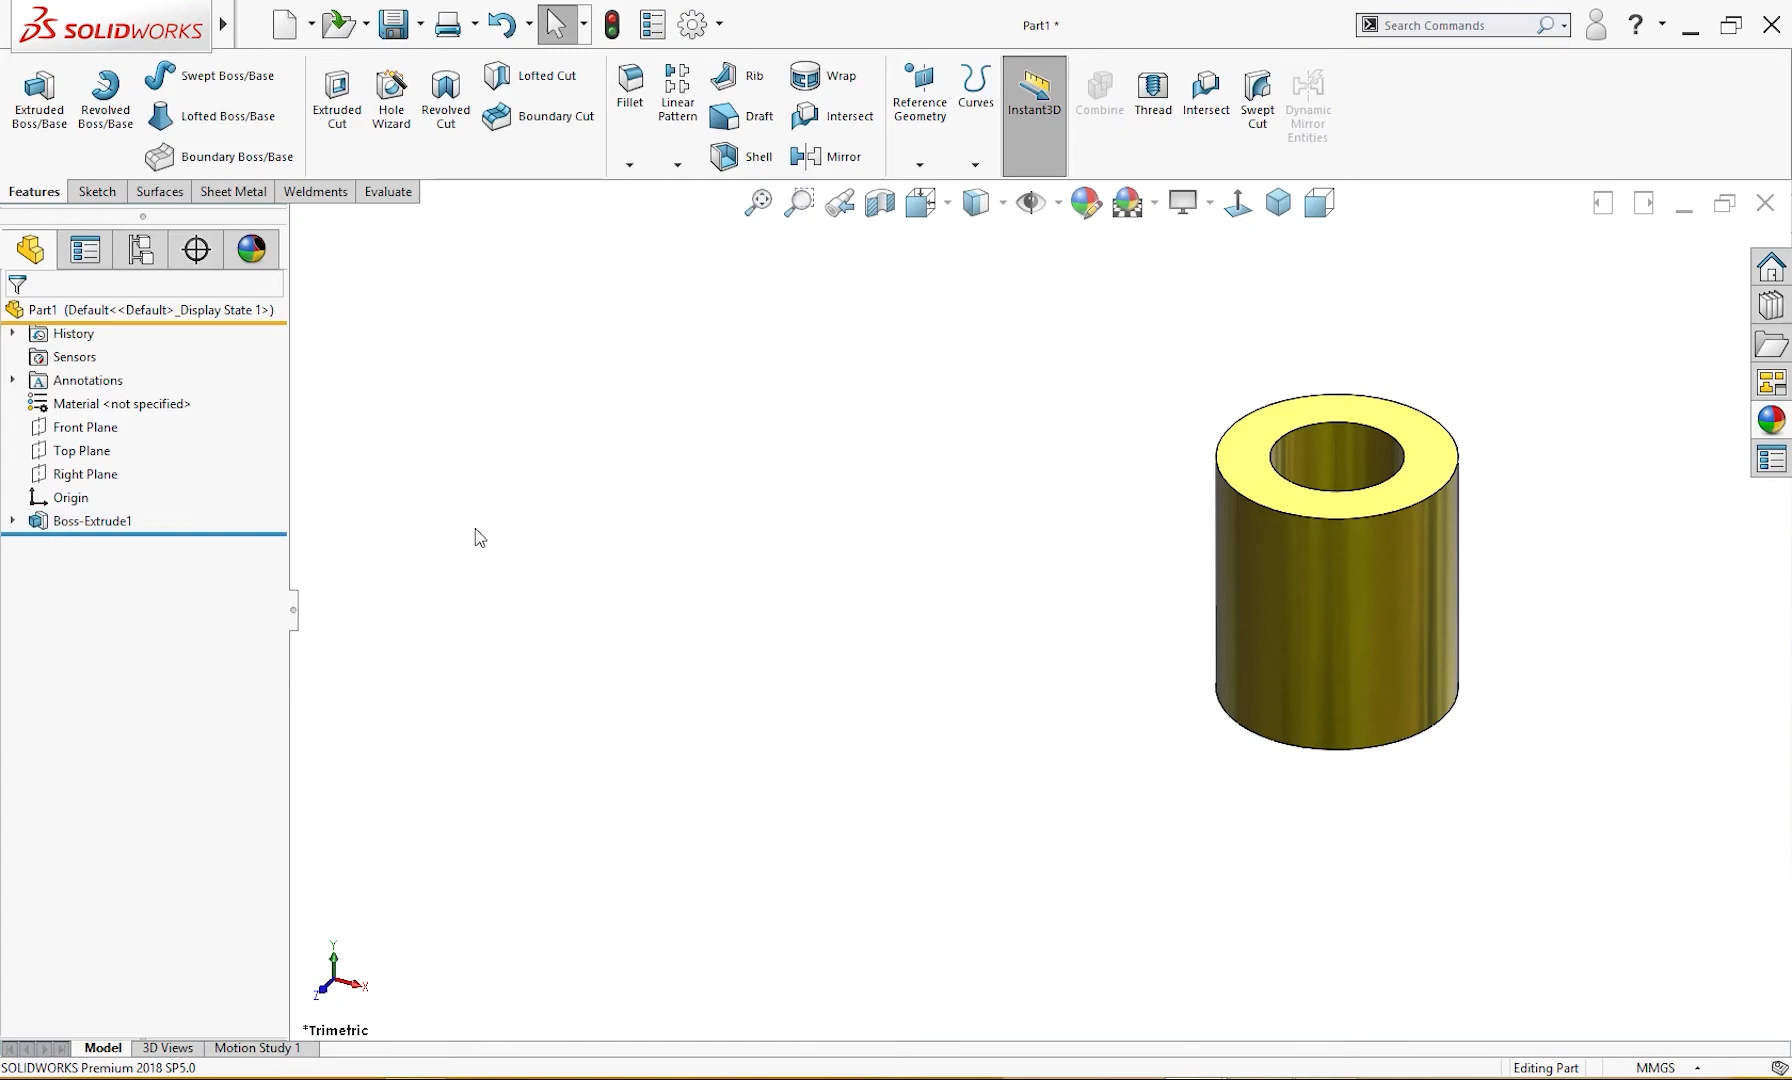 SOLIDWORKS
Part1 *
Search Commands
?
Extruded
Boss/Base
Revolved
Boss/Base
Swept Boss/Base
Lofted Boss/Base
Boundary Boss/Base
Extruded
Cut
Hole
Wizard
Revolved
Cut
Lofted Cut
Boundary Cut
Fillet
Linear
Pattern
Rib
Draft
Shell
Wrap
Intersect
Mirror
Reference
Geometry
Curves
Instant3D
Combine
Thread
Intersect
Swept
Cut
Dynamic
Mirror
Entities
Features
Sketch
Surfaces
Sheet Metal
Weldments
Evaluate
Part1 (Default<<Default>_Display State 1>)
History
Sensors
A
Annotations
Material <not specified>
Front Plane
Top Plane
Right Plane
Origin
Boss-Extrude1
Y
X
Z
*Trimetric
Model
3D Views
Motion Study 1
SOLIDWORKS Premium 2018 SP5.0
Editing Part
MMGS